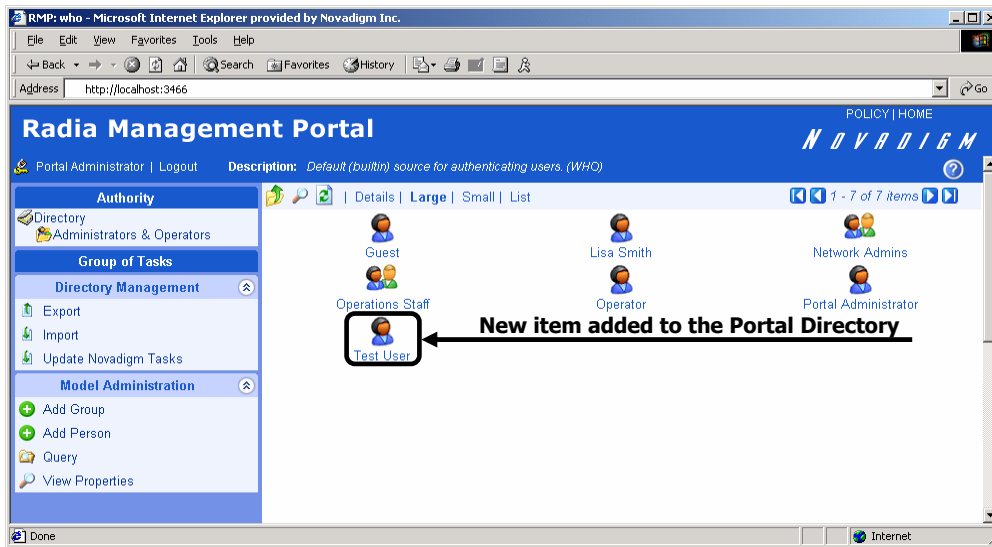 RMP: who - Microsoft Internet Explorer provided by Novadigm Inc.
File Edit View Favorites Tools Help
Back Search Favorites History
Address http://localhost:3466 Go
POLICY | HOME
Radia Management Portal
NOVADIGM
Portal Administrator | Logout Description: Default (builtin) source for authenticating users. (WHO)
?
Authority
| Details | Large | Small | List
1 - 7 of 7 items
Directory
Administrators & Operators
Group of Tasks
Directory Management
Export
Import
Update Novadigm Tasks
Model Administration
Add Group
Add Person
Query
View Properties
Guest
Lisa Smith
Network Admins
Operations Staff
Operator
Portal Administrator
Test User
New item added to the Portal Directory
Done
Internet